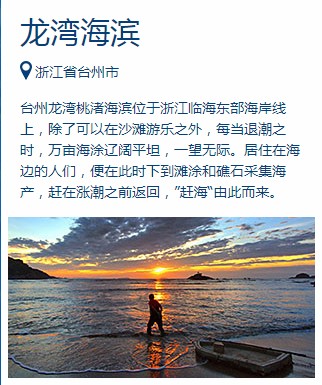 龙湾海滨
浙江省台州市
台州龙湾桃渚海滨位于浙江临海东部海岸线
上，除了可以在沙滩游乐之外，每当退潮之
时，万亩海涂辽阔平坦，一望无际。居住在海
边的人们，便在此时下到滩涂和礁石采集海
产，赶在涨潮之前返回，”赶海“由此而来。